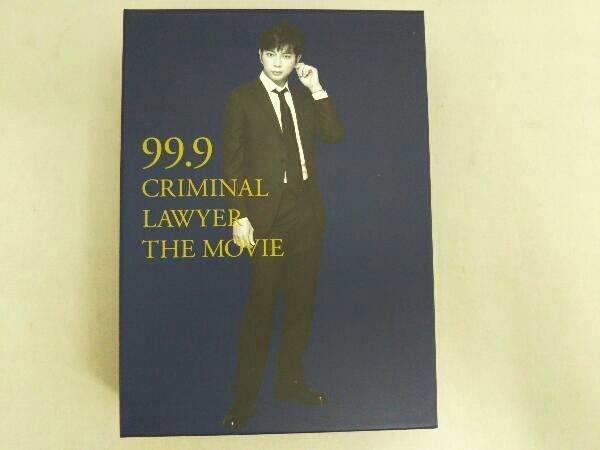 99.9
CRIMINAL
LAWYER
THE MOVIE